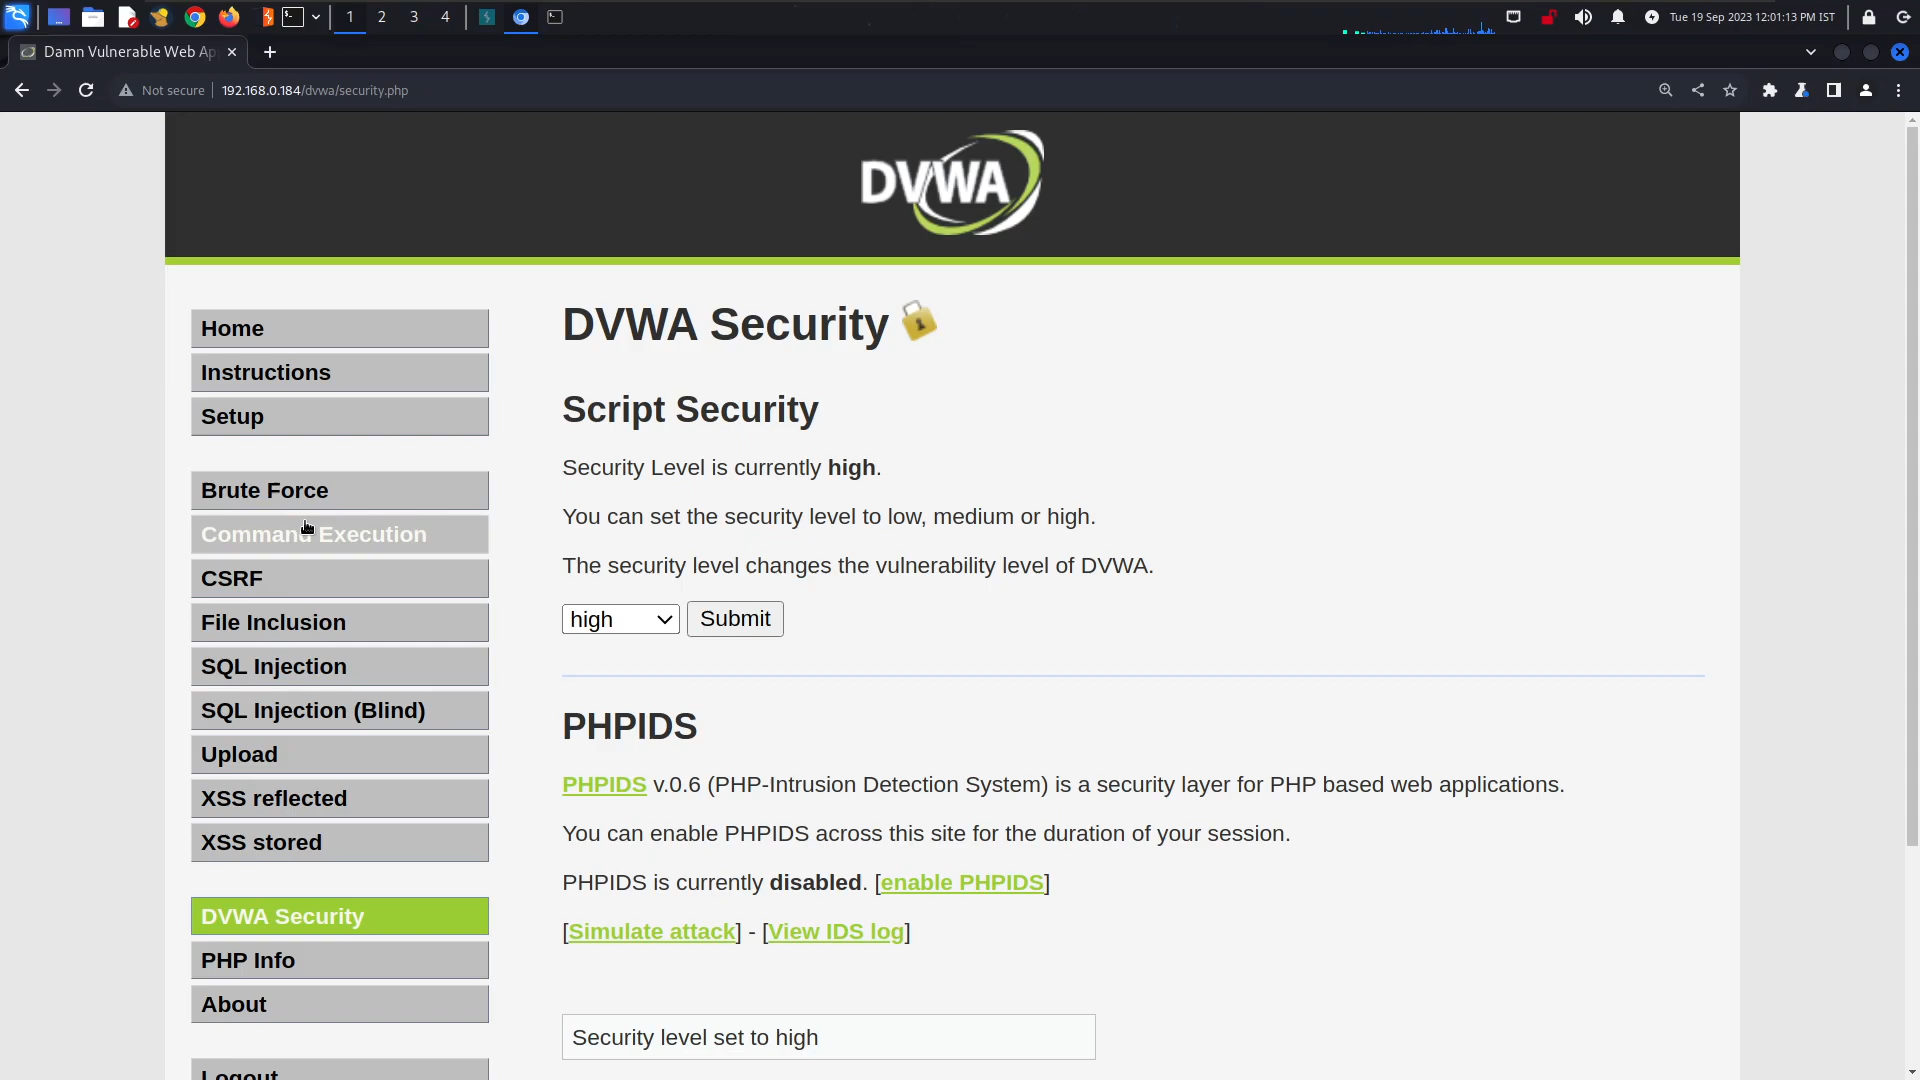 1 2 3 4
Tue 19 Sep 2023 12:01:13 PM IST
Damn Vulnerable Web Ap
Not secure 192.168.0.184/dvwa/security.php
DVWA
Home
Instructions
Setup
Brute Force
Command Execution
CSRF
File Inclusion
SQL Injection
SQL Injection (Blind)
Upload
XSS reflected
XSS stored
DVWA Security
PHP Info
About
Logout
DVWA Security
Script Security
Security Level is currently high.
You can set the security level to low, medium or high.
The security level changes the vulnerability level of DVWA.
high Submit
PHPIDS
PHPIDS v.0.6 (PHP-Intrusion Detection System) is a security layer for PHP based web applications.
You can enable PHPIDS across this site for the duration of your session.
PHPIDS is currently disabled. [enable PHPIDS]
[Simulate attack] - [View IDS log]
Security level set to high